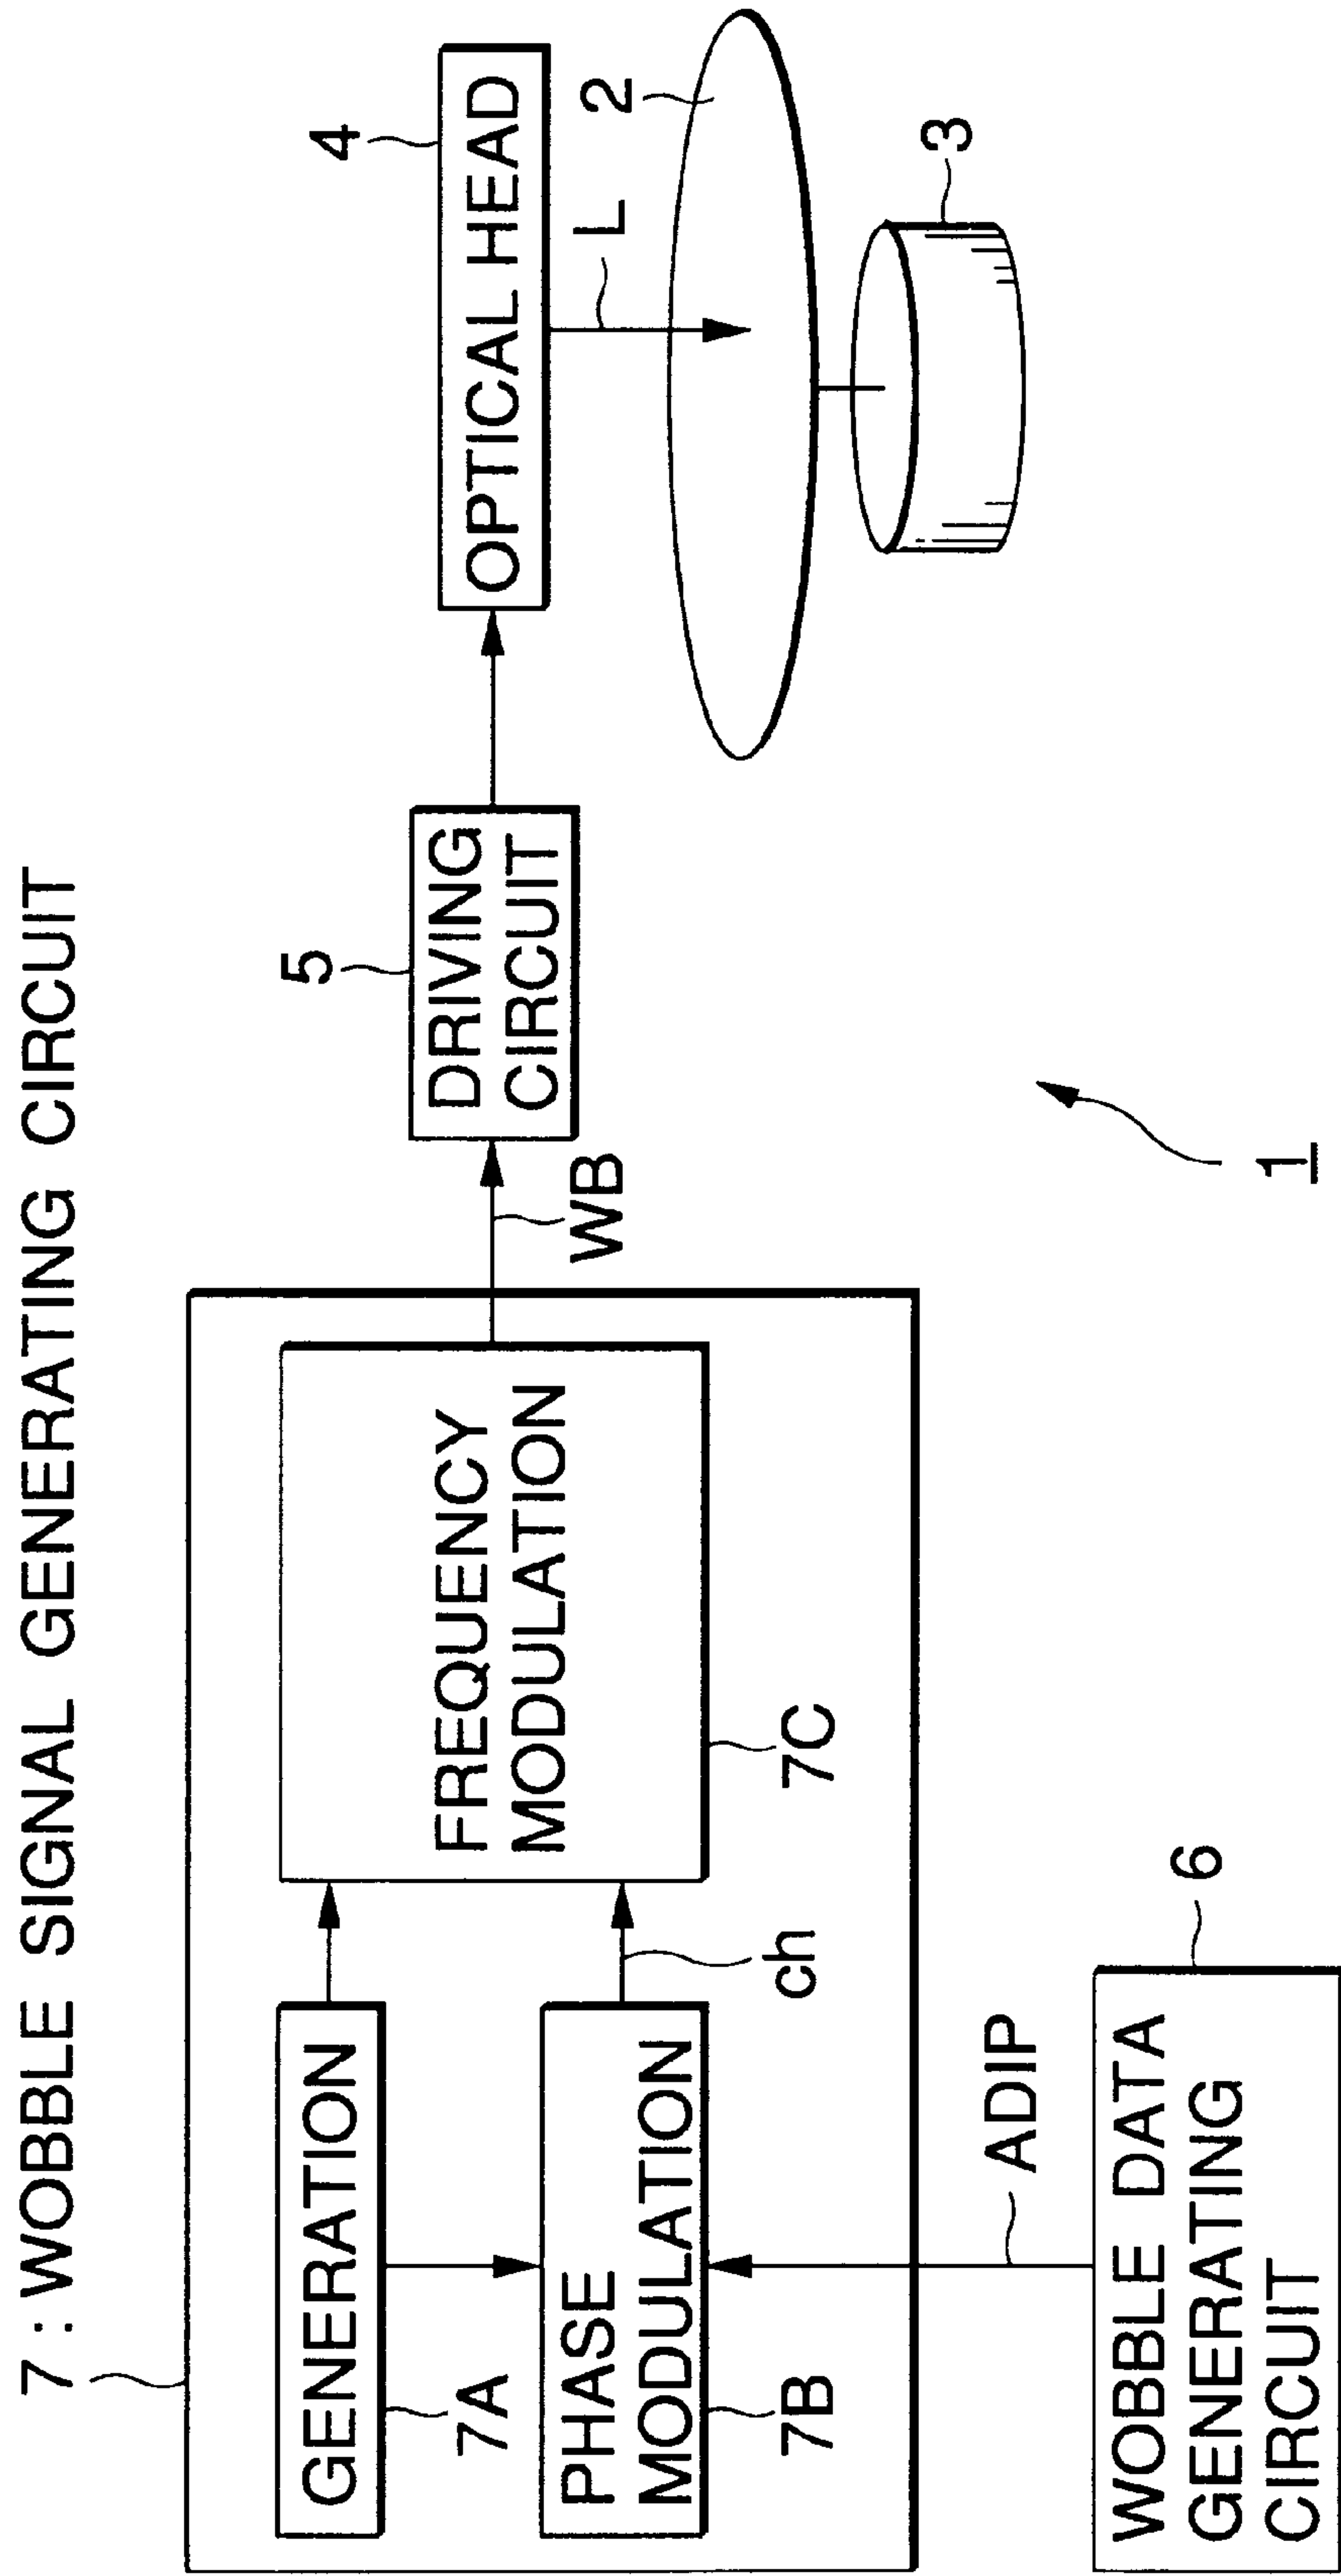 7 : WOBBLE SIGNAL GENERATING CIRCUIT
GENERATION
7A
PHASE
MODULATION
7B
ch
FREQUENCY
MODULATION
7C
WB
5
DRIVING
CIRCUIT
4
OPTICAL HEAD
L
2
3
ADIP
6
WOBBLE DATA
GENERATING
CIRCUIT
1